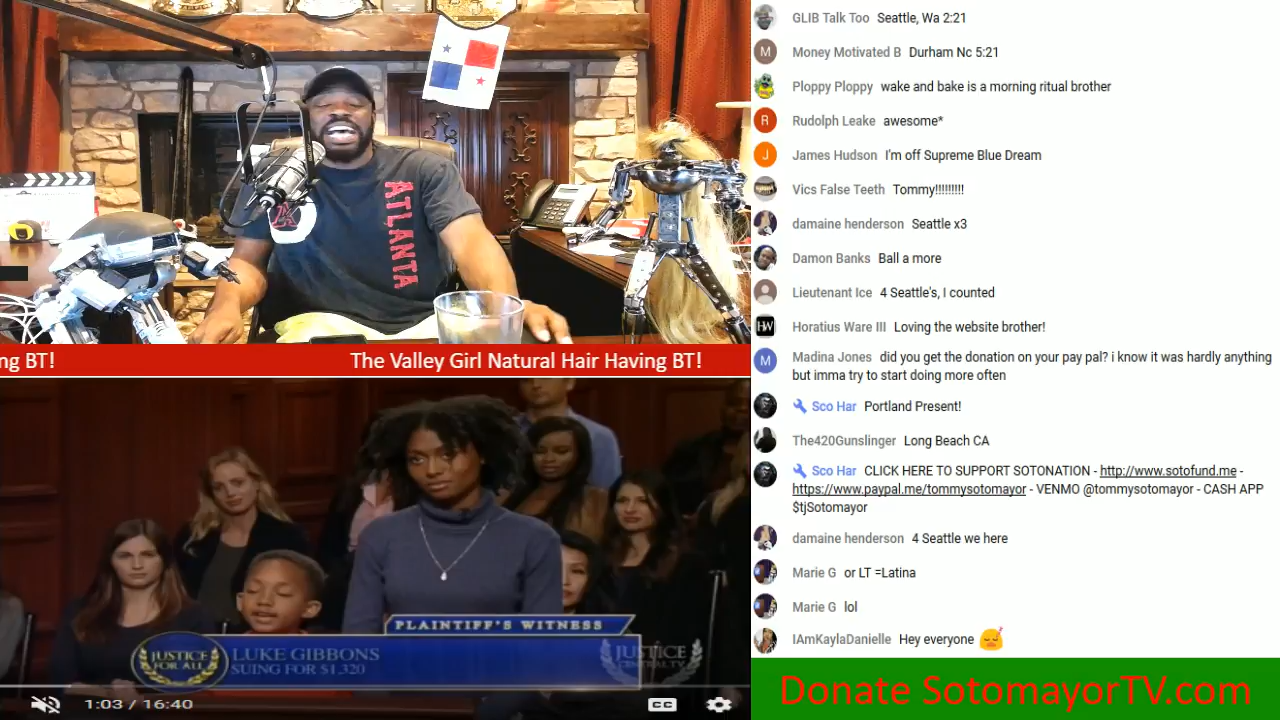 ATLANTA
ng BT!
The Valley Girl Natural Hair Having BT!
PLAINTIFF'S WITNESS
JUSTICE
FOR ALL
LUKE GIBBONS
SUING FOR $1,320
JUSTICE
CENTRAL.TV
1:03 / 16:40
CC
GLIB Talk Too Seattle, Wa 2:21
M
Money Motivated B Durham Nc 5:21
Ploppy Ploppy wake and bake is a morning ritual brother
R
Rudolph Leake awesome*
J
James Hudson I'm off Supreme Blue Dream
Vics False Teeth Tommy!!!!!!!!!
damaine henderson Seattle x3
Damon Banks Ball a more
Lieutenant Ice 4 Seattle's, I counted
HW
Horatius Ware III Loving the website brother!
M
Madina Jones did you get the donation on your pay pal? i know it was hardly anything
but imma try to start doing more often
Sco Har Portland Present!
The420Gunslinger Long Beach CA
Sco Har CLICK HERE TO SUPPORT SOTONATION - http://www.sotofund.me -
https://www.paypal.me/tommysotomayor - VENMO @tommysotomayor - CASH APP
$tjSotomayor
damaine henderson 4 Seattle we here
Marie G or LT =Latina
Marie G lol
IAmKaylaDanielle Hey everyone
Donate SotomayorTV.com